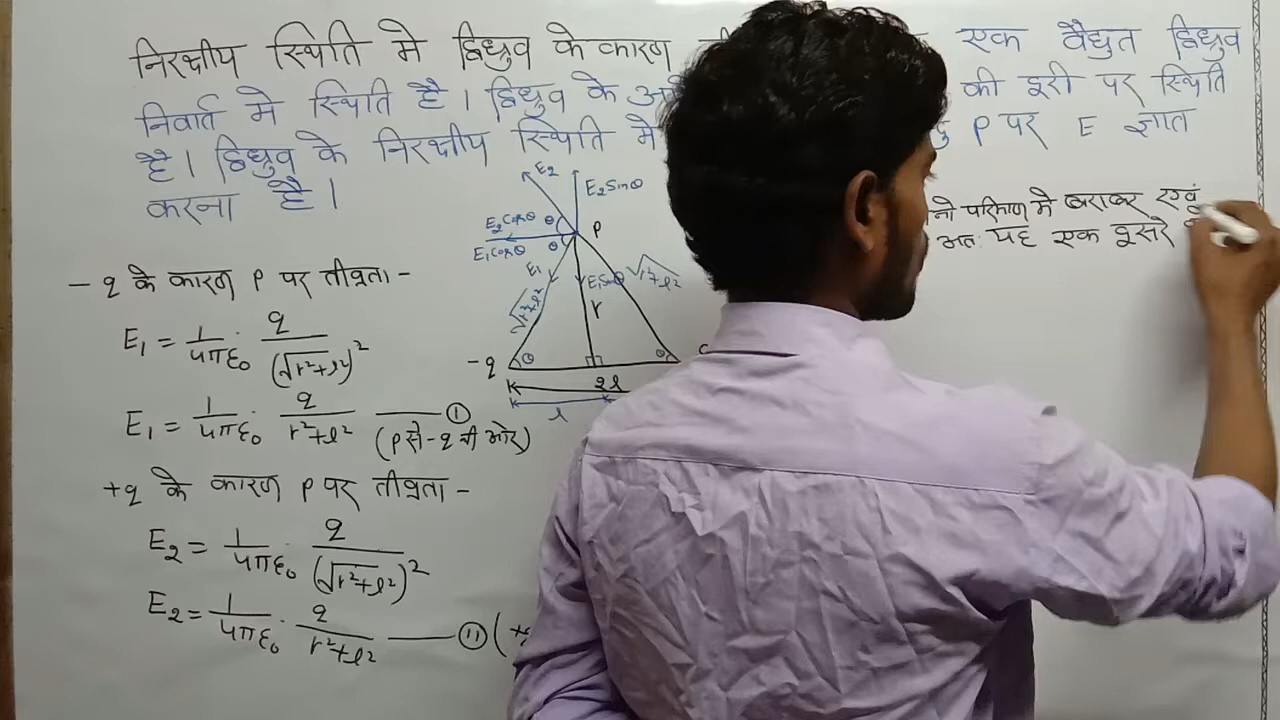 निरक्षीय स्थिति मे द्विध्रुव के कारण एक वैद्युत द्विध्रुव
निवार्त मे स्थिति है। द्विध्रुव के की दूरी पर स्थिति
है। द्विध्रुव के निरक्षीय स्थिति मे P पर E ज्ञात
करना है।
E2
E2 Sinθ
E2 Cosθ θ
P
E1 Cosθ θ
E1
E1 Sinθ
√r²+l²
√r²+l²
r
-q θ
θ
2l
l
- q के कारण P पर तीव्रता -
E1 = 1/4πε0 . q/(√r²+l²)²
E1 = 1/4πε0 . q/r²+l² —— ①
(P से -q की ओर)
+q के कारण P पर तीव्रता -
E2 = 1/4πε0 . q/(√r²+l²)²
E2 = 1/4πε0 . q/r²+l² —— ⑪ (
परिमाण मे बराबर एवं
अतः यह एक दूसरे